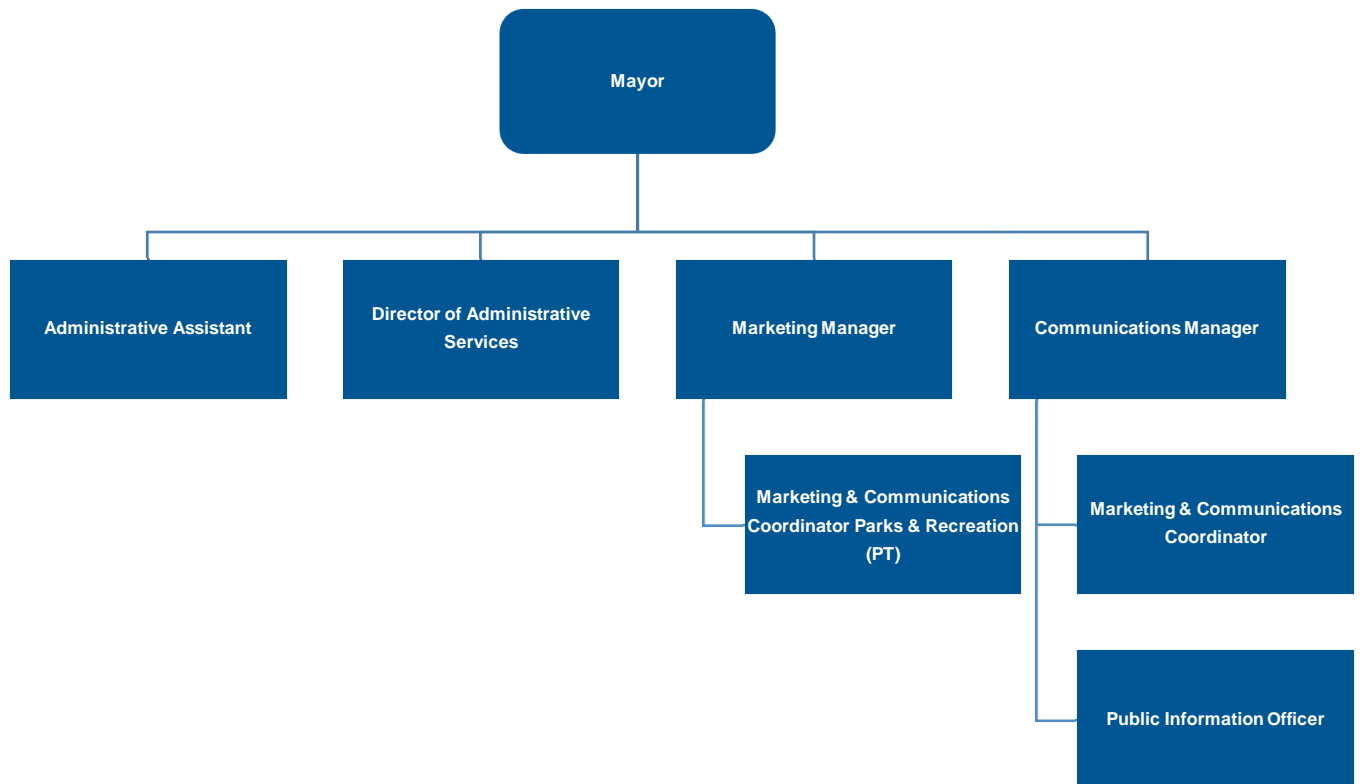 Mayor
Administrative Assistant
Director of Administrative
Services
Marketing Manager
Communications Manager
Marketing & Communications
Coordinator Parks & Recreation
(PT)
Marketing & Communications
Coordinator
Public Information Officer